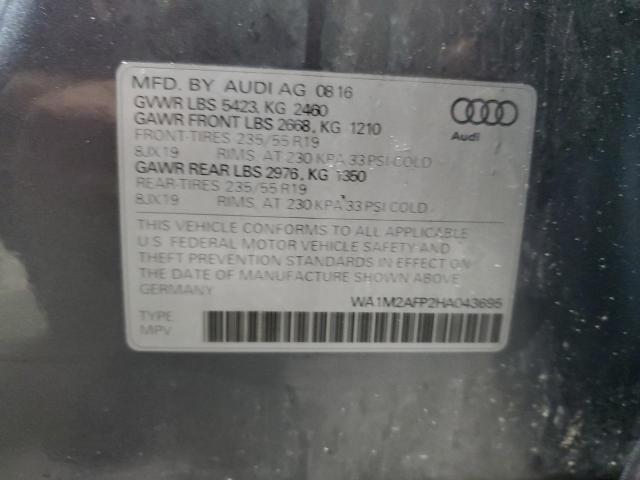 MFD. BY AUDI AG 08 16
GVWR LBS 5423, KG 2460
GAWR FRONT LBS 2668, KG 1210
FRONT-TIRES 235/55 R19
8JX19 RIMS, AT 230 KPA 33 PSI COLD
GAWR REAR LBS 2976, KG 1350
REAR-TIRES 235/55 R19
8JX19 RIMS, AT 230 KPA 33 PSI COLD
Audi
THIS VEHICLE CONFORMS TO ALL APPLICABLE
U.S. FEDERAL MOTOR VEHICLE SAFETY AND
THEFT PREVENTION STANDARDS IN EFFECT ON
THE DATE OF MANUFACTURE SHOWN ABOVE
GERMANY
WA1M2AFP2HA043695
TYPE
MPV